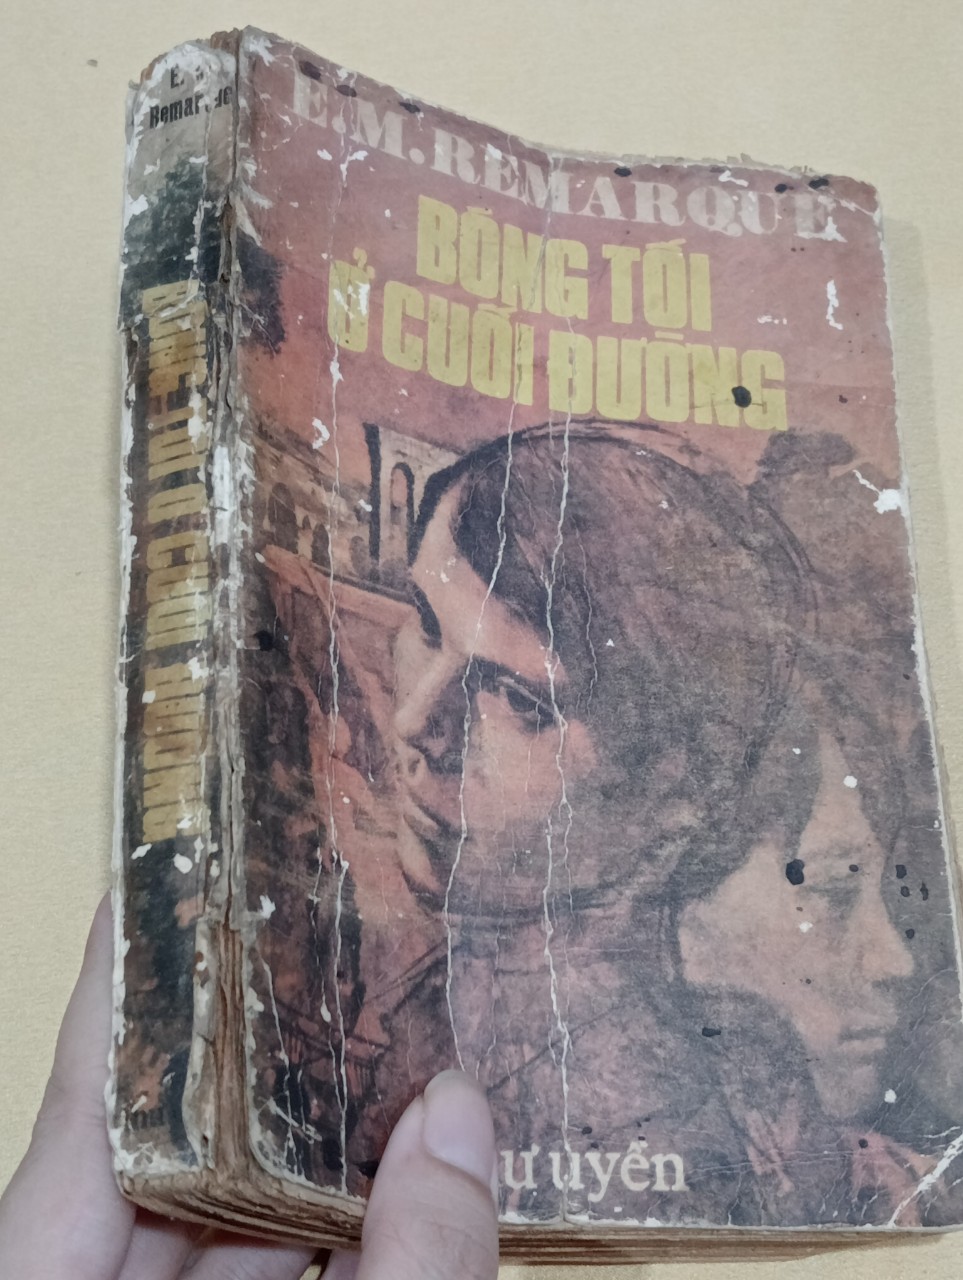 E.M.REMARQUE
BÓNG TỐI
Ở CUỐI ĐƯỜNG
BÓNG TỐI Ở CUỐI ĐƯỜNG